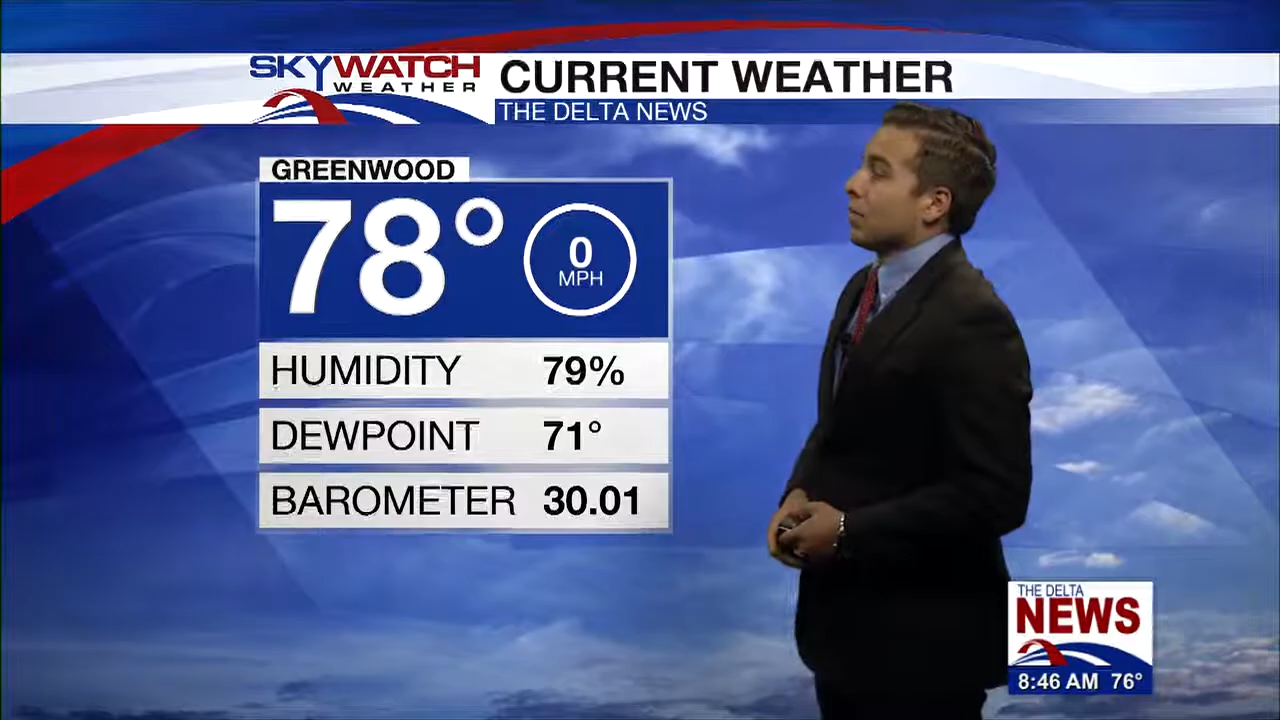 SKYWATCH
WEATHER
CURRENT WEATHER
THE DELTA NEWS
GREENWOOD
78°
0
MPH
HUMIDITY 79%
DEWPOINT 71°
BAROMETER 30.01
THE DELTA
NEWS
8:46 AM 76°